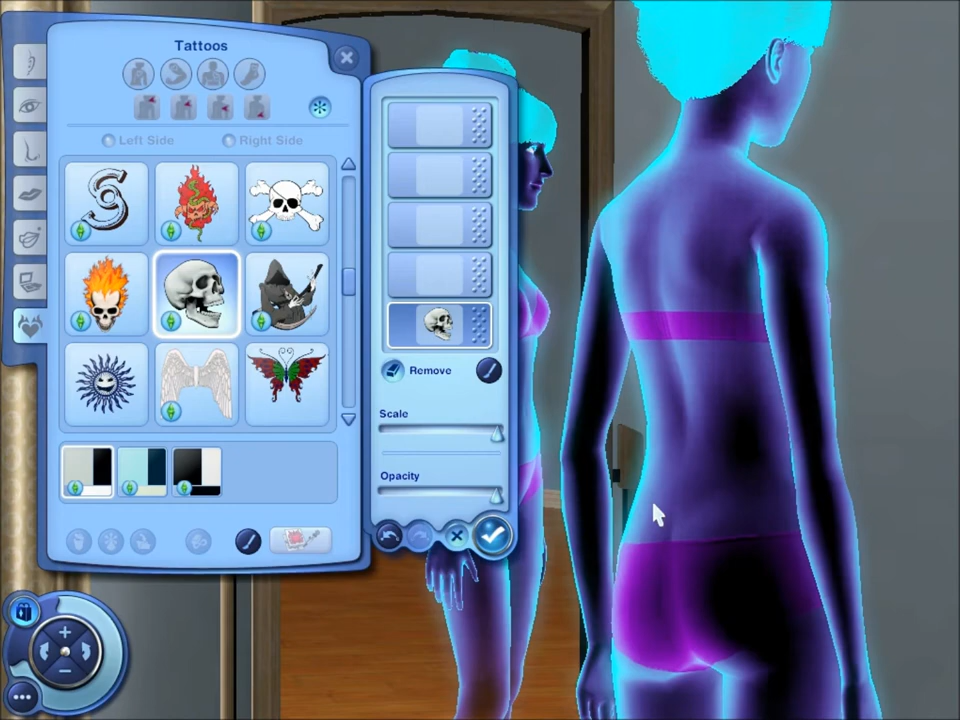 Tattoos
Left Side
Right Side
Remove
Scale
Opacity